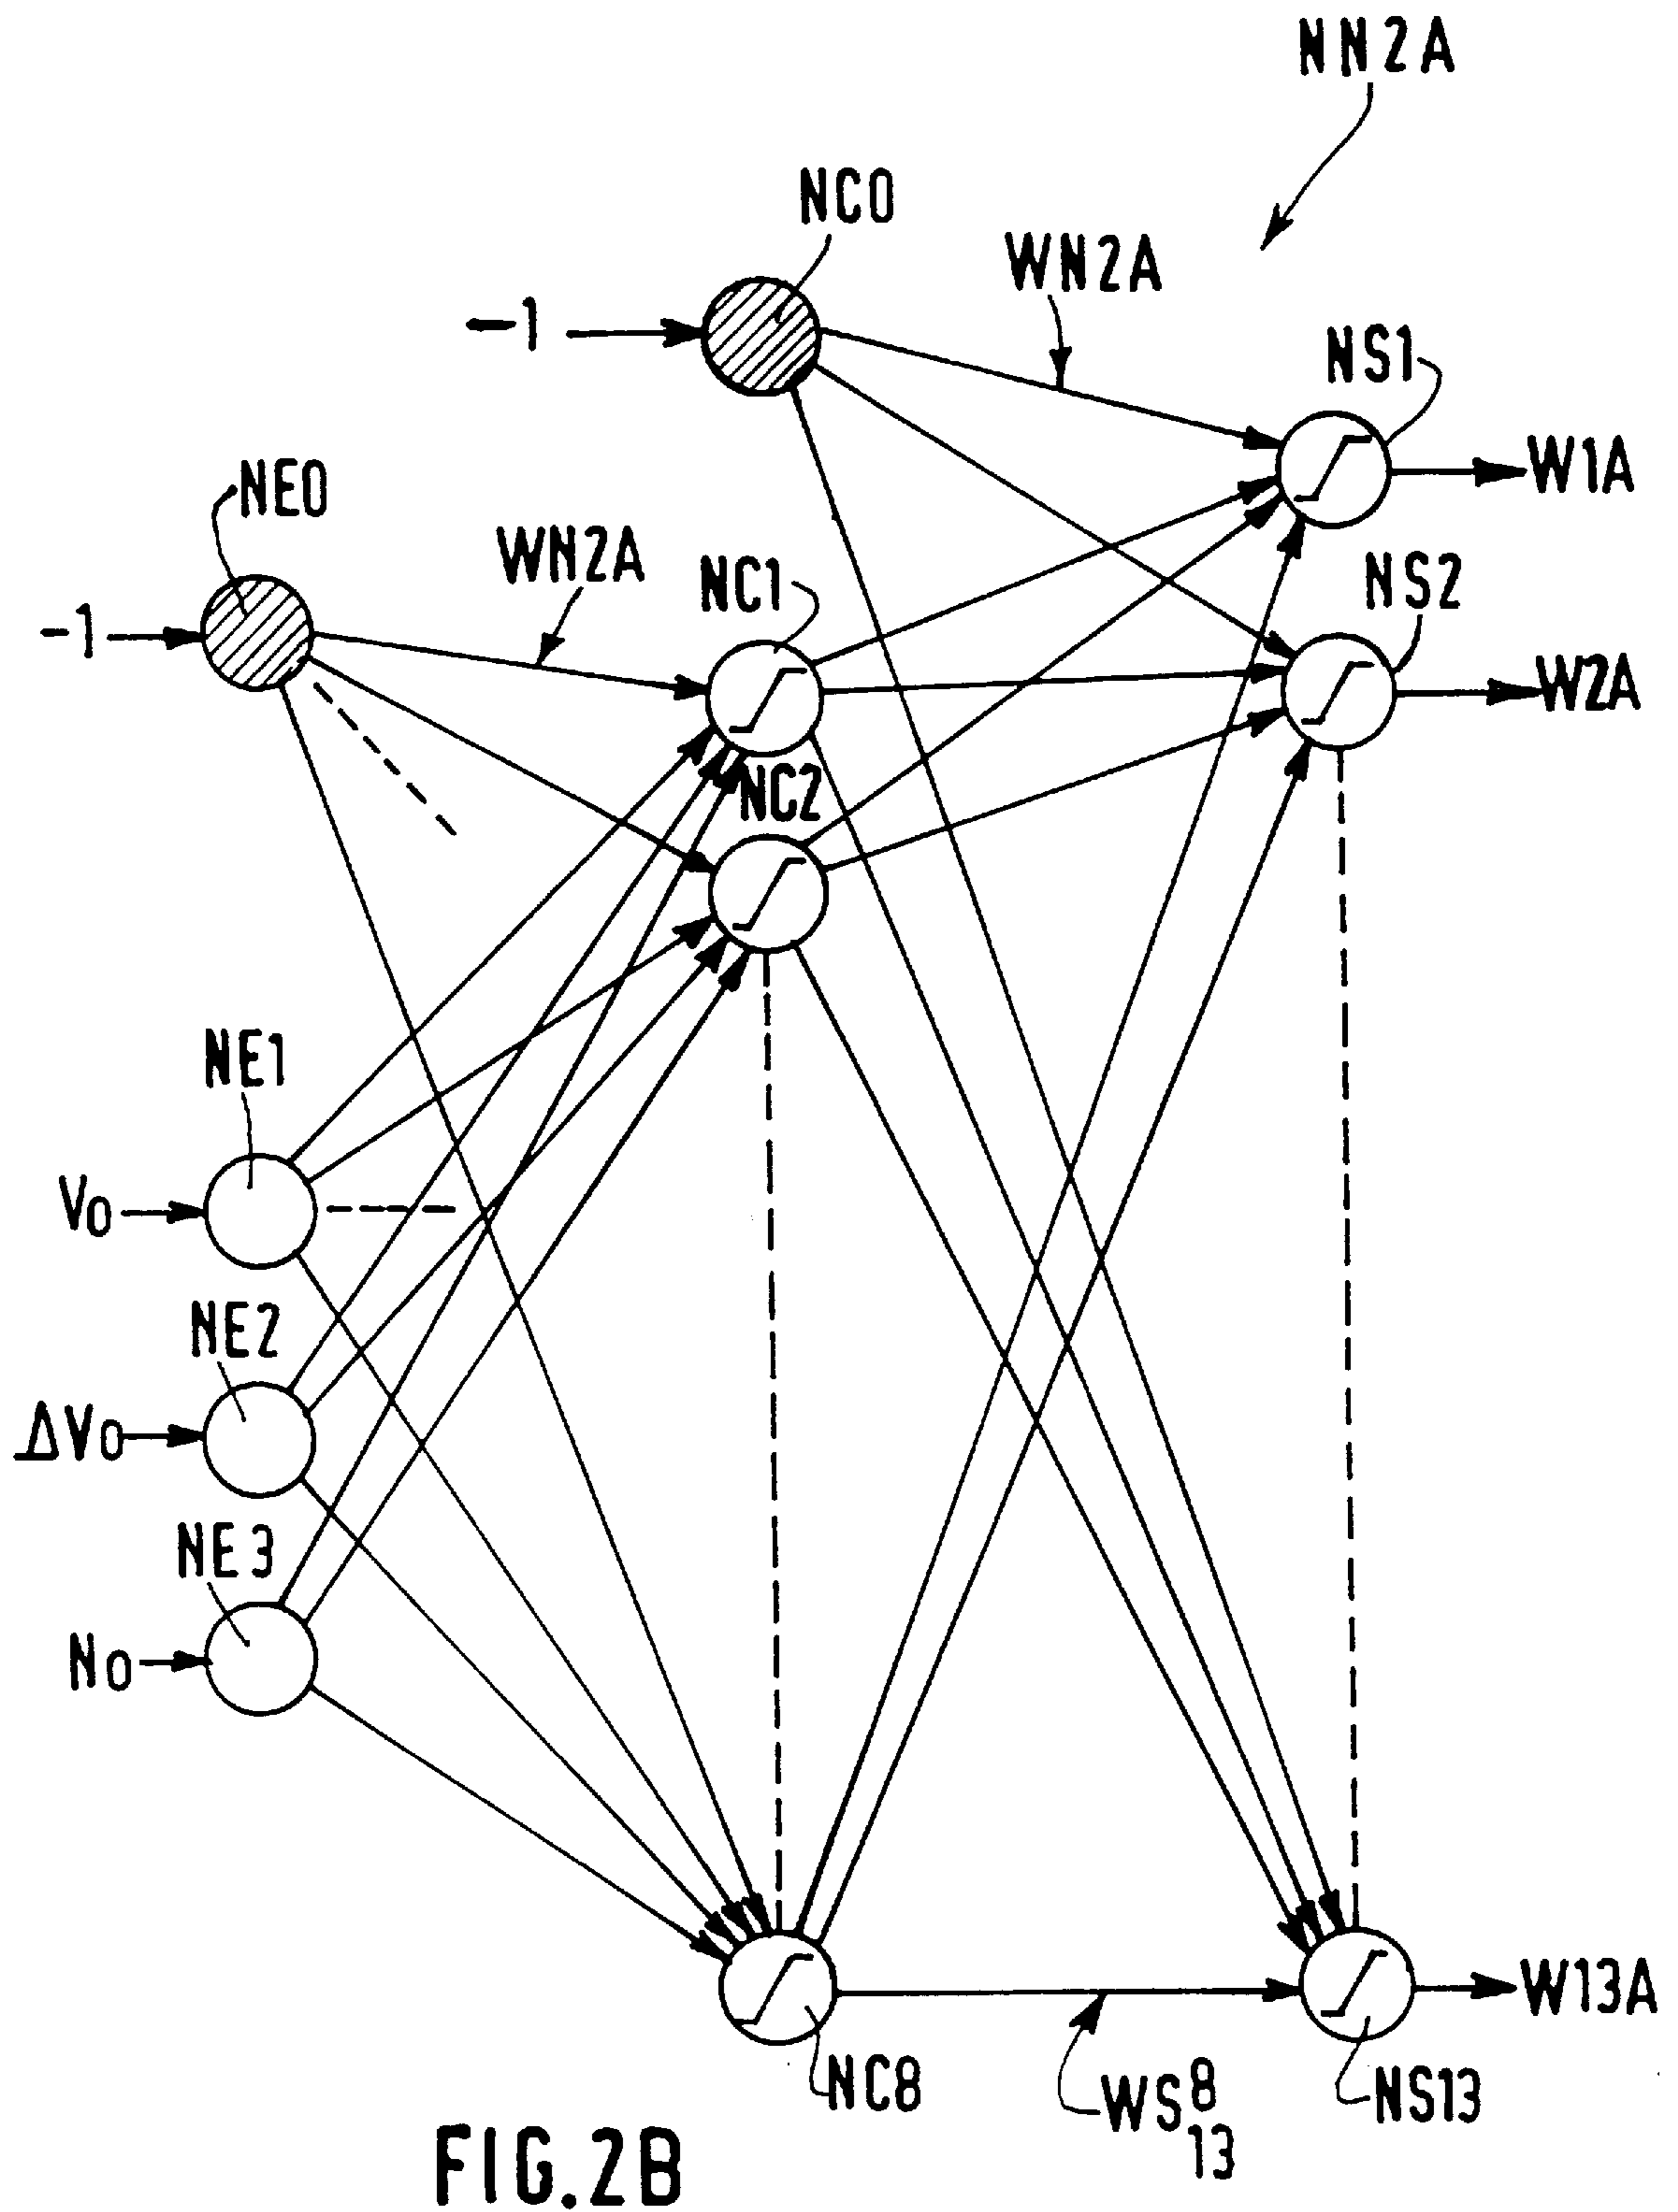 NN2A
NC0
WN2A
-1
NS1
W1A
NE0
WN2A
NC1
NS2
-1
W2A
NC2
NE1
V0
NE2
ΔV0
NE3
N0
W13A
NC8
WS 8 13
NS13
FIG.2B